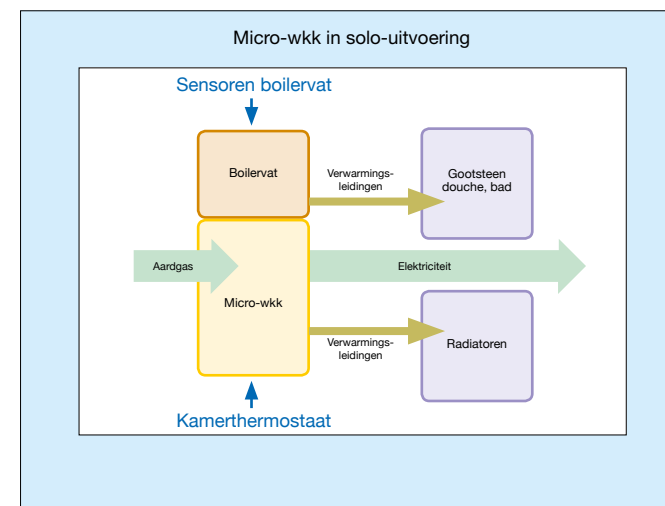 Micro-wkk in solo-uitvoering
Sensoren boilervat
Boilervat
Verwarmings-
leidingen
Gootsteen
douche, bad
Aardgas
Elektriciteit
Micro-wkk
Verwarmings-
leidingen
Radiatoren
Kamerthermostaat